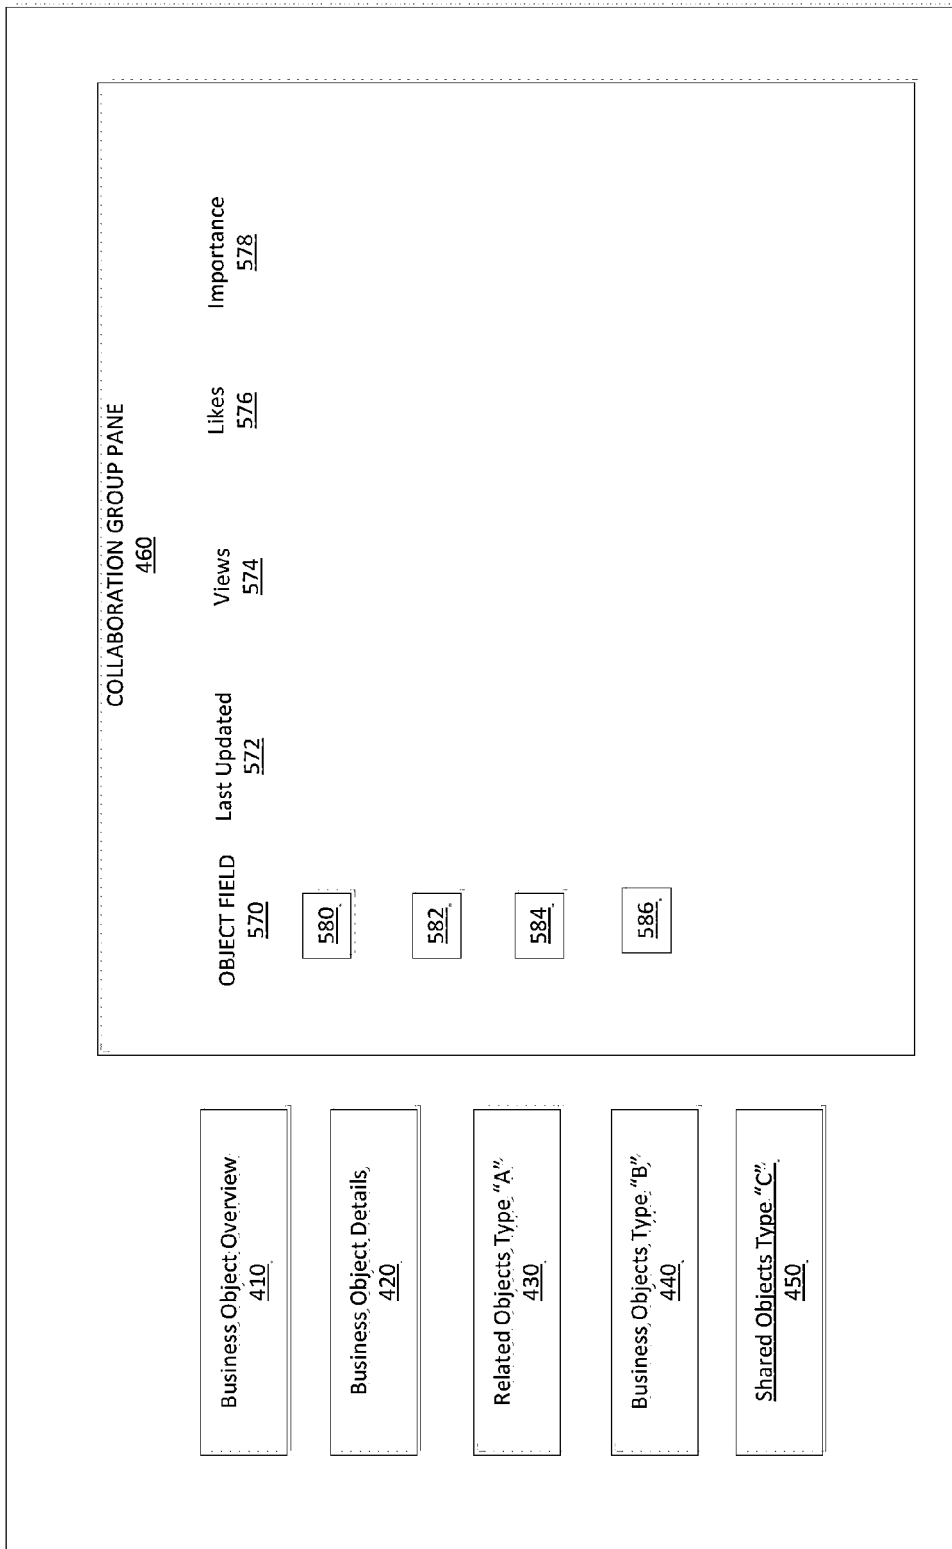 COLLABORATION GROUP PANE
460
OBJECT FIELD
570
Last Updated
572
Views
574
Likes
576
Importance
578
580
582
584
586
Business Object Overview
410
Business Object Details
420
Related Objects Type "A"
430
Business Objects Type "B"
440
Shared Objects Type "C"
450